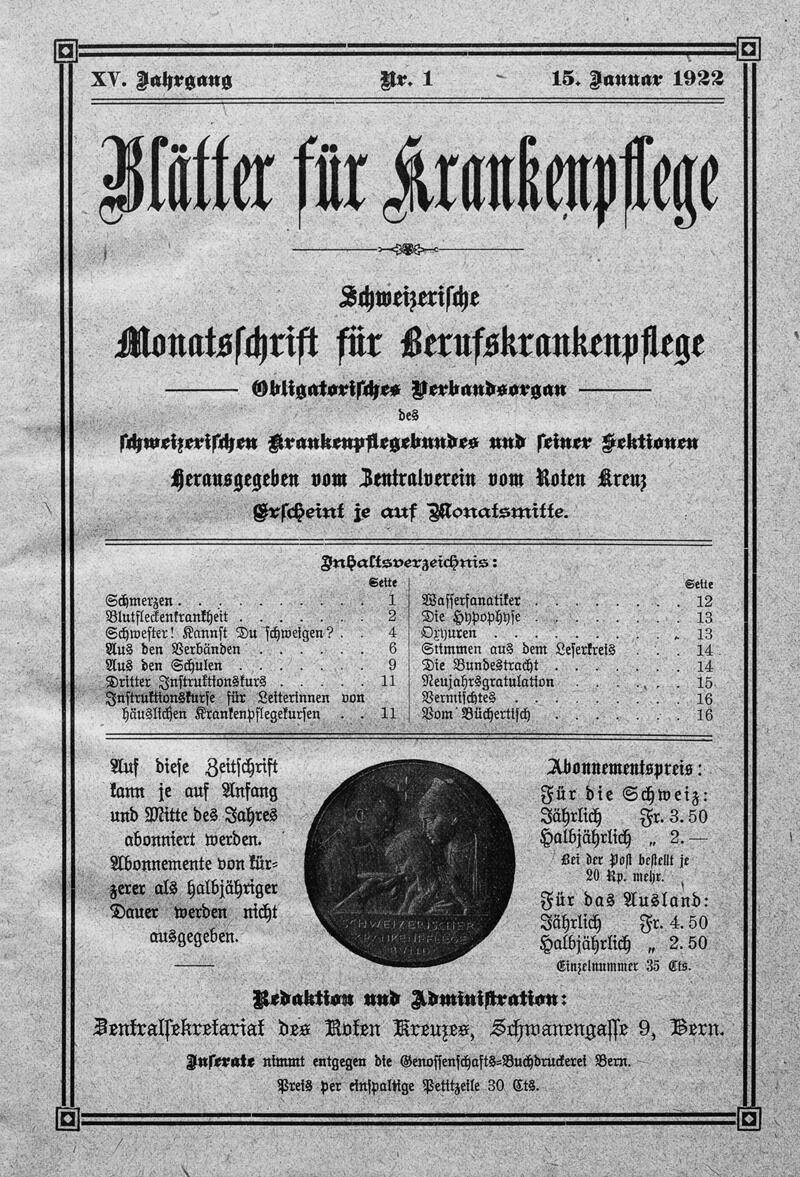 XV. Jahrgang Nr. 1 15. Januar 1922
Blätter für Krankenpflege
Schweizerische
Monatsschrift für Berufskrankenpflege
Obligatorisches Verbandsorgan
des
schweizerischen Krankenpflegebundes und seiner Sektionen
Herausgegeben vom Zentralverein vom Roten Kreuz
Erscheint je auf Monatsmitte.
Inhaltsverzeichnis:
Seite
Schmerzen . . . . . . . . . . 1
Blutfleckenkrankheit . . . . . . . 2
Schwester! Kannst Du schweigen? . . 4
Aus den Verbänden . . . . . . . 6
Aus den Schulen . . . . . . . . 9
Dritter Instruktionskurs . . . . . . 11
Instruktionskurse für Leiterinnen von
häuslichen Krankenpflegekursen . . 11
Seite
Wasserfanatiker . . . . . . . . 12
Die Hypophyse . . . . . . . . 13
Oxyuren . . . . . . . . . . 13
Stimmen aus dem Leserkreis . . . . 14
Die Bundestracht . . . . . . . 14
Neujahrsgratulation . . . . . . 15
Vermischtes . . . . . . . . . 16
Vom Büchertisch . . . . . . . 16
Auf diese Zeitschrift
kann je auf Anfang
und Mitte des Jahres
abonniert werden.
Abonnemente von kür-
zerer als halbjähriger
Dauer werden nicht
ausgegeben.
SCHWEIZERISCHER
KRANKENPFLEGE
BUND
Abonnementspreis:
Für die Schweiz:
Jährlich Fr. 3. 50
Halbjährlich „ 2. —
Bei der Post bestellt je
20 Rp. mehr.
Für das Ausland:
Jährlich Fr. 4. 50
Halbjährlich „ 2. 50
Einzelnummer 35 Cts.
Redaktion und Administration:
Zentralsekretariat des Roten Kreuzes, Schwanengasse 9, Bern.
Inserate nimmt entgegen die Genossenschafts-Buchdruckerei Bern.
Preis per einspaltige Petitzeile 30 Cts.